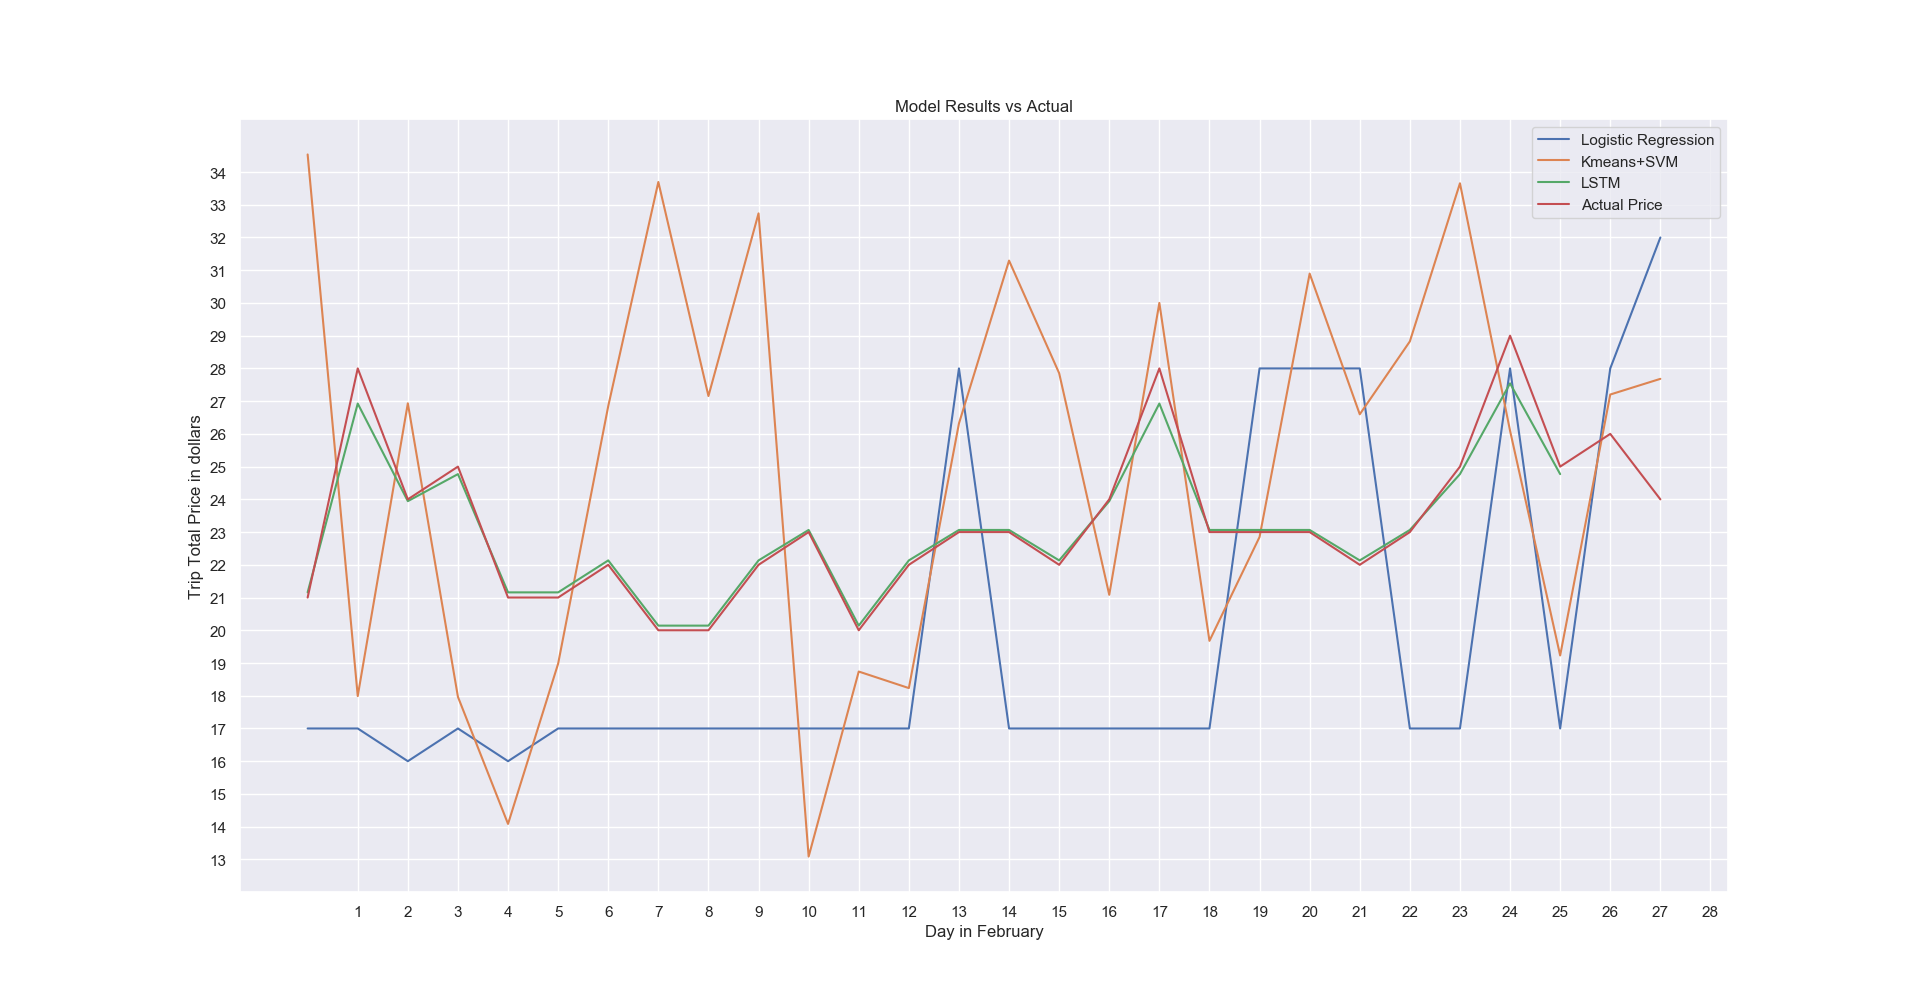 Model Results vs Actual
Logistic Regression
Kmeans+SVM
LSTM
Actual Price
Trip Total Price in dollars
34
33
32
31
30
29
28
27
26
25
24
23
22
21
20
19
18
17
16
15
14
13
1 2 3 4 5 6 7 8 9 10 11 12 13 14 15 16 17 18 19 20 21 22 23 24 25 26 27 28
Day in February